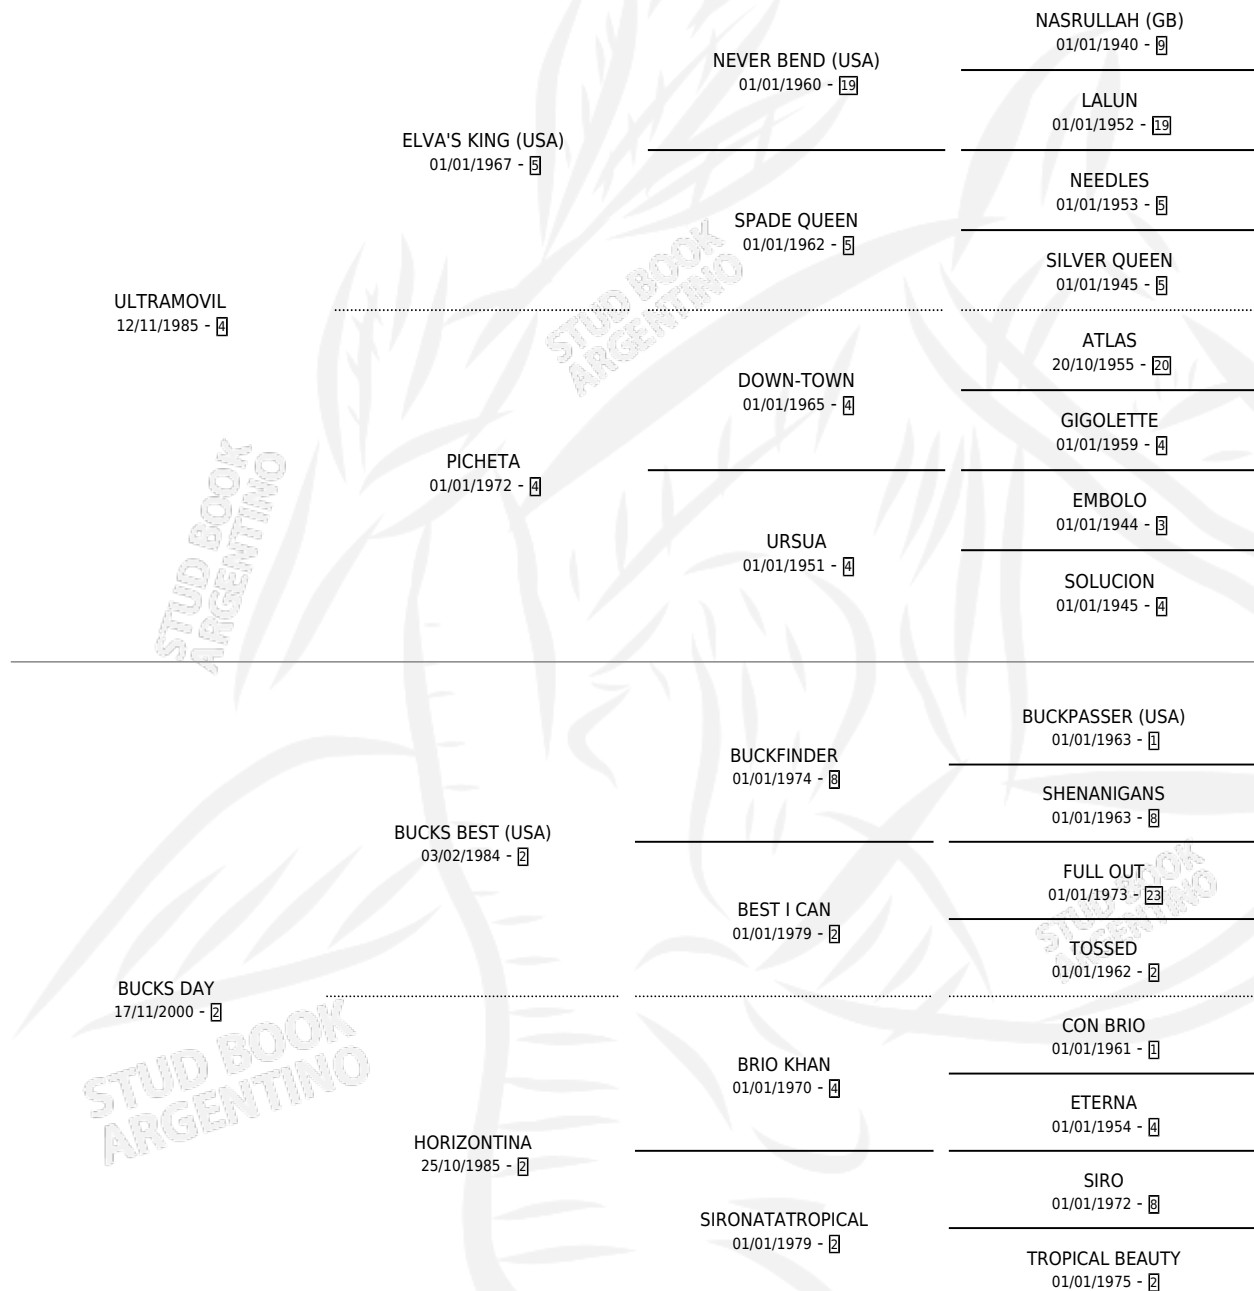 NASRULLAH (GB)
01/01/1940 - 9
NEVER BEND (USA)
01/01/1960 - 19
LALUN
01/01/1952 - 19
ELVA'S KING (USA)
01/01/1967 - 5
NEEDLES
01/01/1953 - 5
SPADE QUEEN
01/01/1962 - 5
SILVER QUEEN
01/01/1945 - 5
ULTRAMOVIL
12/11/1985 - 4
ATLAS
20/10/1955 - 20
DOWN-TOWN
01/01/1965 - 4
GIGOLETTE
01/01/1959 - 4
PICHETA
01/01/1972 - 4
EMBOLO
01/01/1944 - 3
URSUA
01/01/1951 - 4
SOLUCION
01/01/1945 - 4
STUD BOOK
ARGENTINO
STUD BOOK
ARGENTINO
BUCKPASSER (USA)
01/01/1963 - 1
BUCKFINDER
01/01/1974 - 8
SHENANIGANS
01/01/1963 - 8
BUCKS BEST (USA)
03/02/1984 - 2
FULL OUT
01/01/1973 - 23
BEST I CAN
01/01/1979 - 2
TOSSED
01/01/1962 - 2
BUCKS DAY
17/11/2000 - 2
CON BRIO
01/01/1961 - 1
BRIO KHAN
01/01/1970 - 4
ETERNA
01/01/1954 - 4
HORIZONTINA
25/10/1985 - 2
SIRO
01/01/1972 - 8
SIRONATATROPICAL
01/01/1979 - 2
TROPICAL BEAUTY
01/01/1975 - 2
STUD BOOK
ARGENTINO
STUD BOOK
ARGENTINO